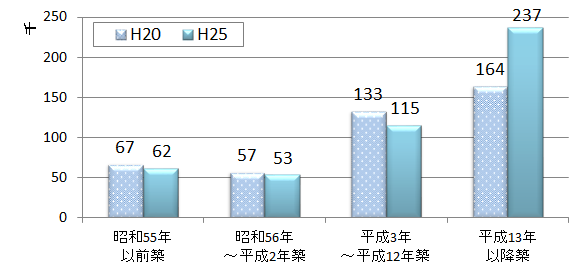 千
250
200
150
100
50
0
H20 H25
67 62 57 53 133 115 164 237
昭和55年
以前築
昭和56年
～平成2年築
平成3年
～平成12年築
平成13年
以降築